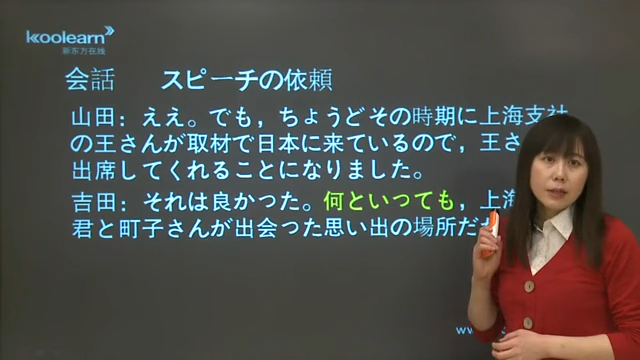 koolearn
新东方在线
会話 スピーチの依頼
山田：ええ。でも，ちょうどその時期に上海支社
の王さんが取材で日本に来ているので，王さ
出席してくれることになりました。
吉田：それは良かった。何といっても，上海
君と町子さんが出会った思い出の場所だ